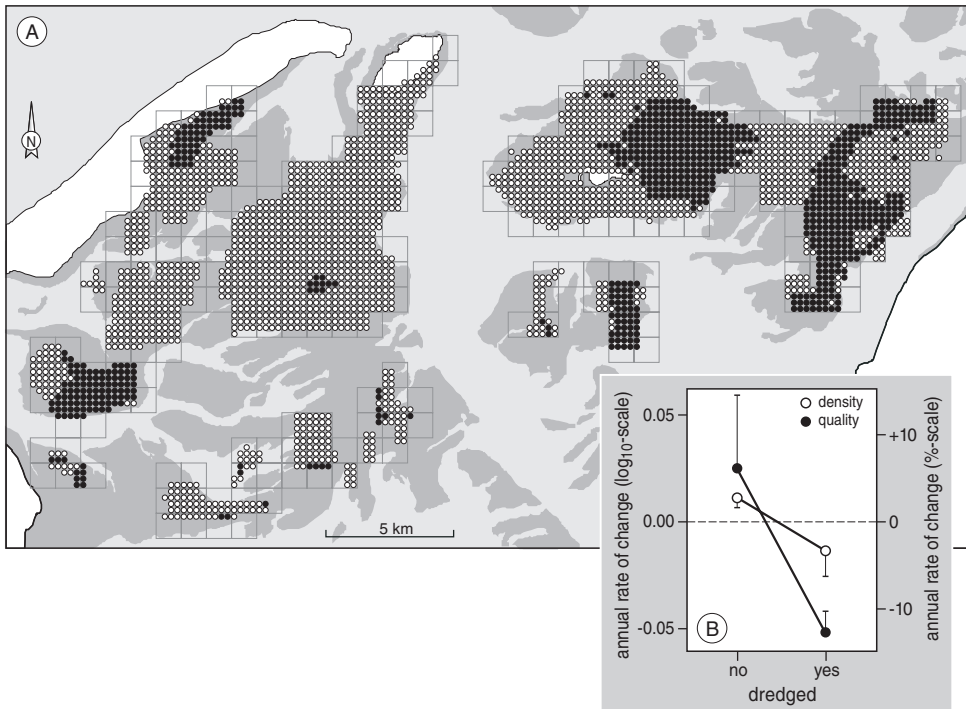 A
N
5 km
density
quality
0.05
0.00
-0.05
+10
0
-10
annual rate of change (log10-scale)
annual rate of change (%-scale)
B
no yes
dredged